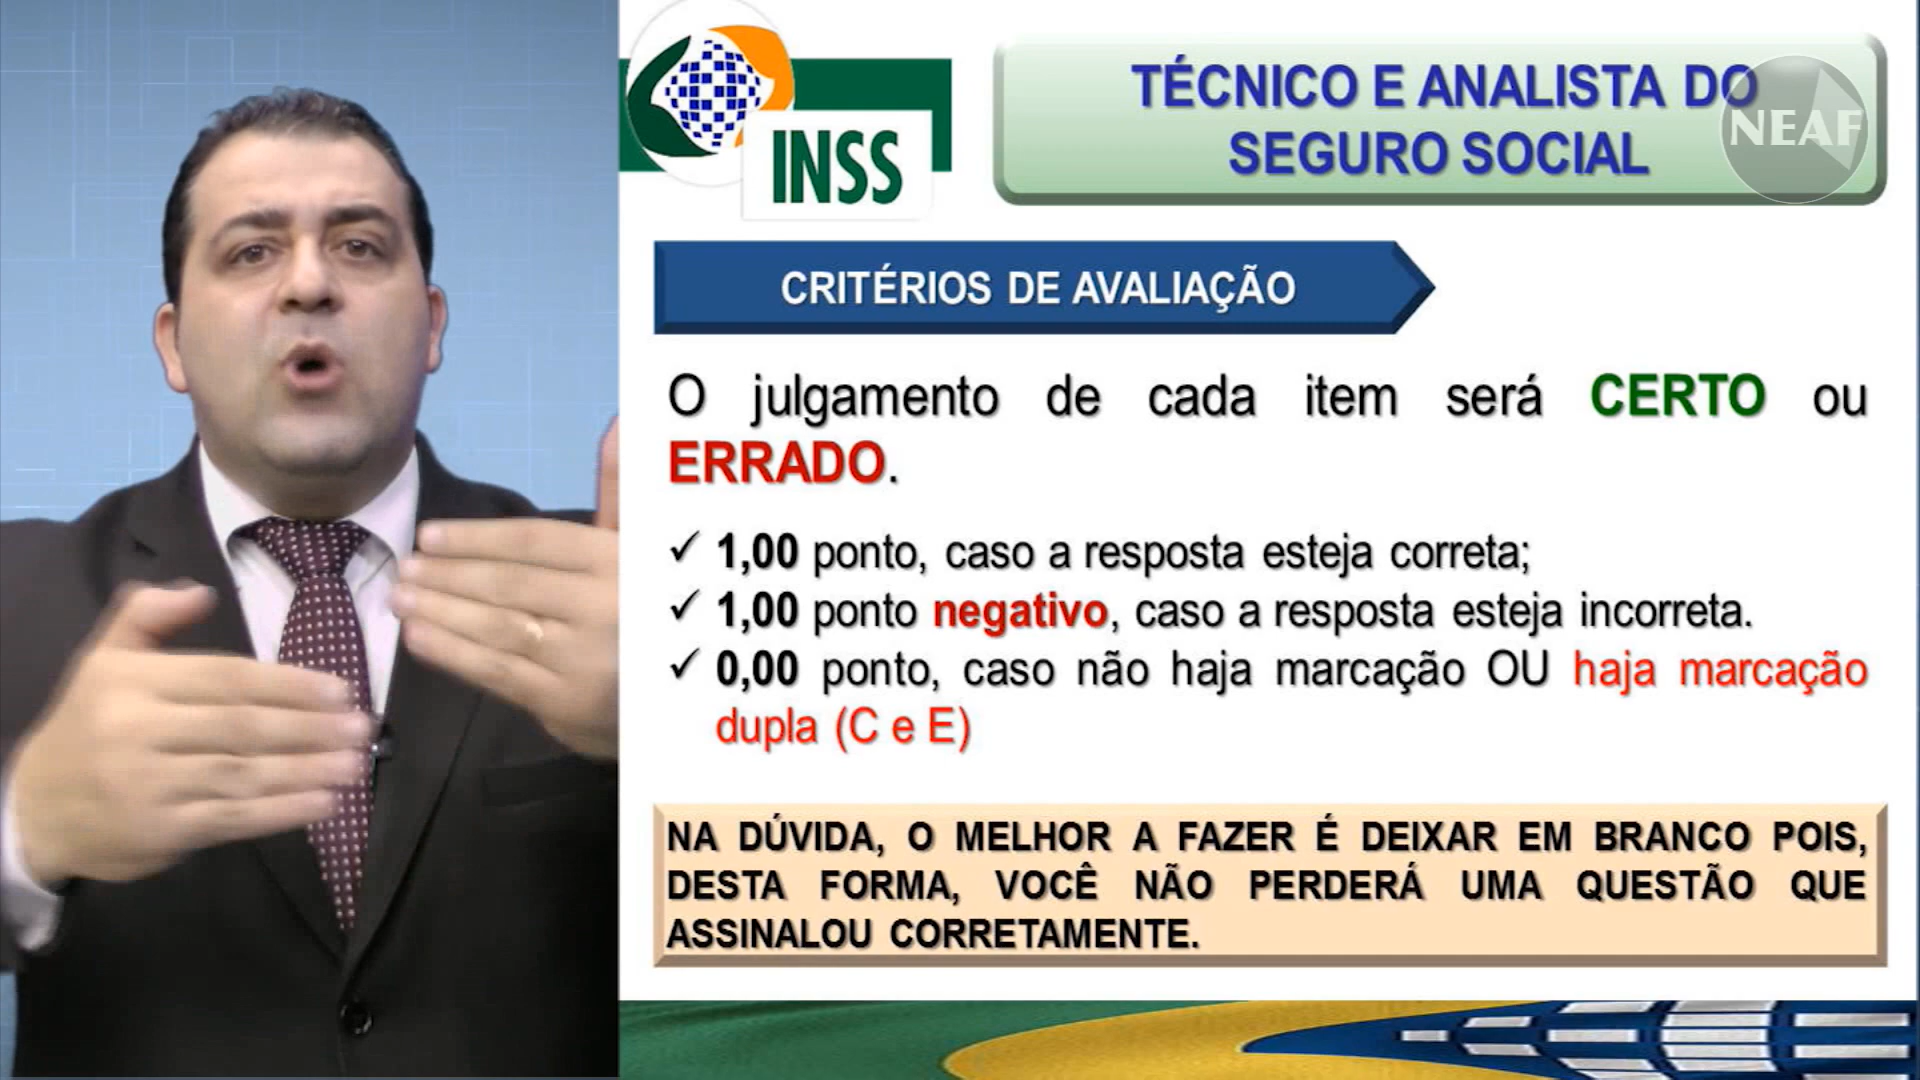 INSS
TÉCNICO E ANALISTA DO
SEGURO SOCIAL
NEAF
CRITÉRIOS DE AVALIAÇÃO
O julgamento de cada item será CERTO ou
ERRADO.
✓ 1,00 ponto, caso a resposta esteja correta;
✓ 1,00 ponto negativo, caso a resposta esteja incorreta.
✓ 0,00 ponto, caso não haja marcação OU haja marcação
dupla (C e E)
NA DÚVIDA, O MELHOR A FAZER É DEIXAR EM BRANCO POIS,
DESTA FORMA, VOCÊ NÃO PERDERÁ UMA QUESTÃO QUE
ASSINALOU CORRETAMENTE.